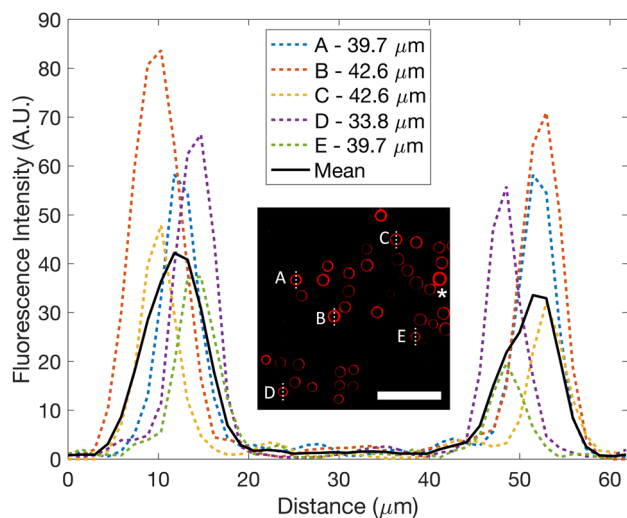 90
80
70
60
50
40
30
20
10
0
Fluorescence Intensity (A.U.)
A - 39.7 μm
B - 42.6 μm
C - 42.6 μm
D - 33.8 μm
E - 39.7 μm
Mean
C
A
*
B
E
D
0 10 20 30 40 50 60
Distance (μm)